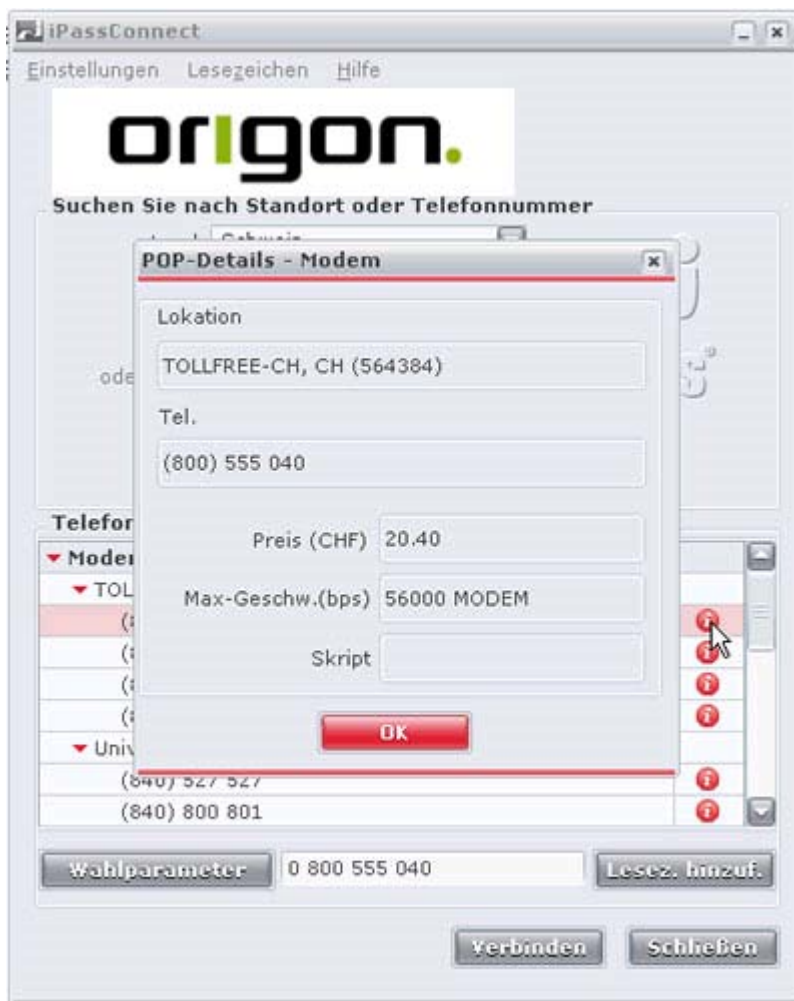 iPassConnect
Einstellungen Lesezeichen Hilfe
origon.
Suchen Sie nach Standort oder Telefonnummer
POP-Details - Modem
Lokation
TOLLFREE-CH, CH (564384)
Tel.
(800) 555 040
Preis (CHF) 20.40
Max-Geschw.(bps) 56000 MODEM
Skript
OK
(840) 527 527
(840) 800 801
Wahlparameter 0 800 555 040 Lesez. hinzuf.
Verbinden Schließen